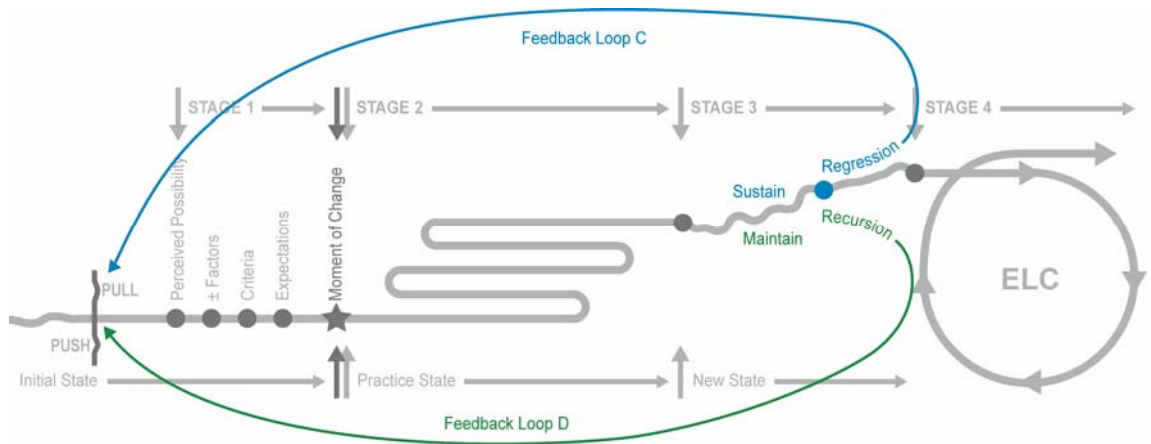 Feedback Loop C
STAGE 1
STAGE 2
STAGE 3
STAGE 4
Perceived Possibility
± Factors
Criteria
Expectations
Moment of Change
Regression
Sustain
Recursion
Maintain
PULL
PUSH
ELC
Initial State
Practice State
New State
Feedback Loop D